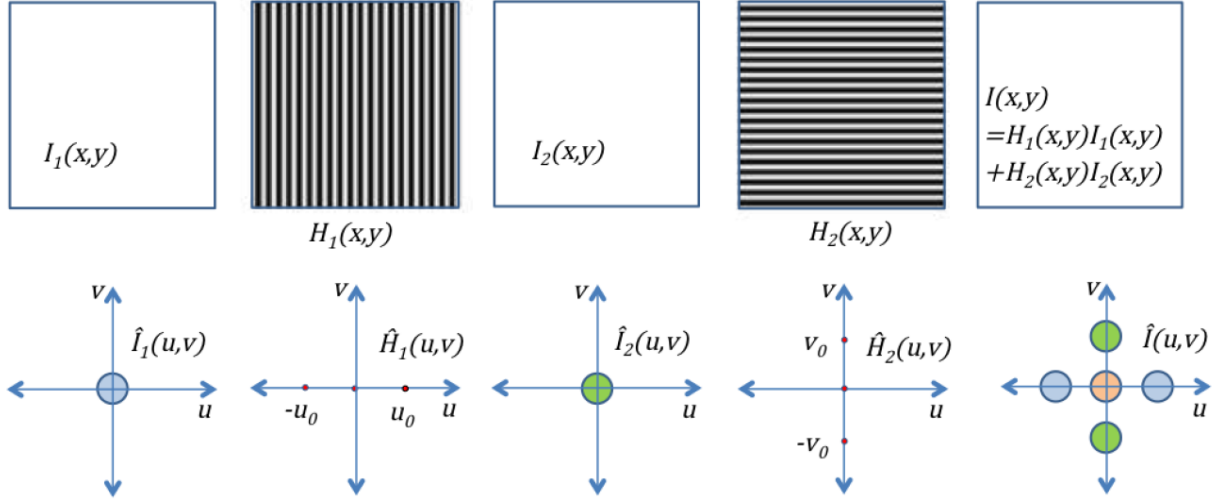 I₁(x,y)
H₁(x,y)
I₂(x,y)
H₂(x,y)
I(x,y)
=H₁(x,y)I₁(x,y)
+H₂(x,y)I₂(x,y)
v
Î₁(u,v)
u
v
Ĥ₁(u,v)
-u₀
u₀
u
v
Î₂(u,v)
u
v
v₀
Ĥ₂(u,v)
u
-v₀
v
Î(u,v)
u